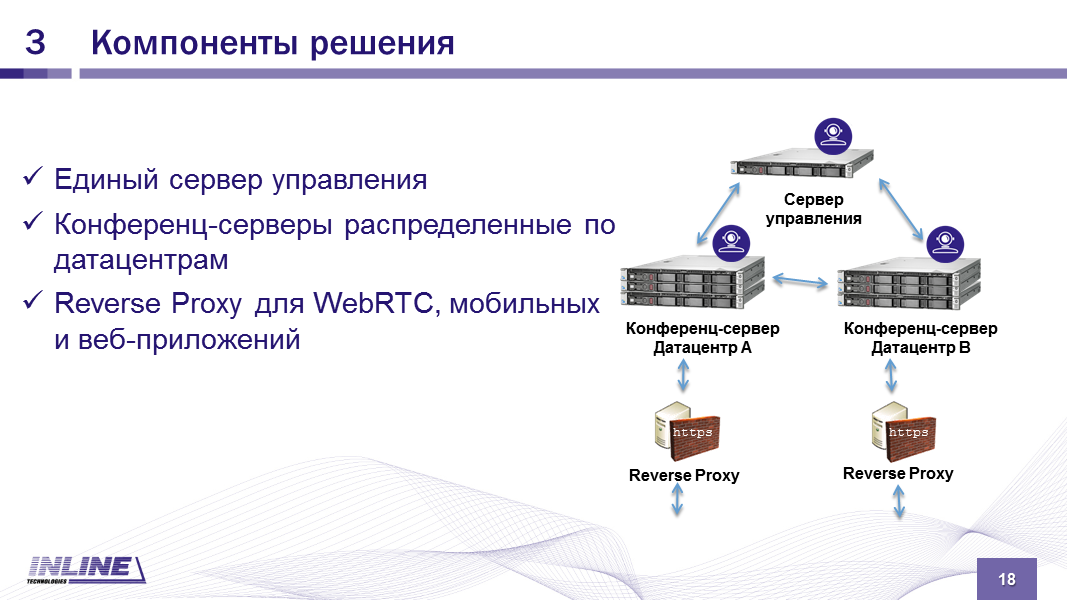 3 Компоненты решения
Единый сервер управления
Конференц-серверы распределенные по
датацентрам
Reverse Proxy для WebRTC, мобильных
и веб-приложений
Сервер
управления
Конференц-сервер
Датацентр А
Конференц-сервер
Датацентр В
https
https
Reverse Proxy
Reverse Proxy
INLINE
TECHNOLOGIES
18